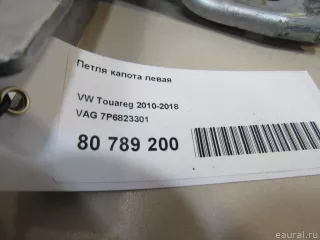 Петля капота левая
VW Touareg 2010-2018
VAG 7P6823301
80 789 200
eaural.ru